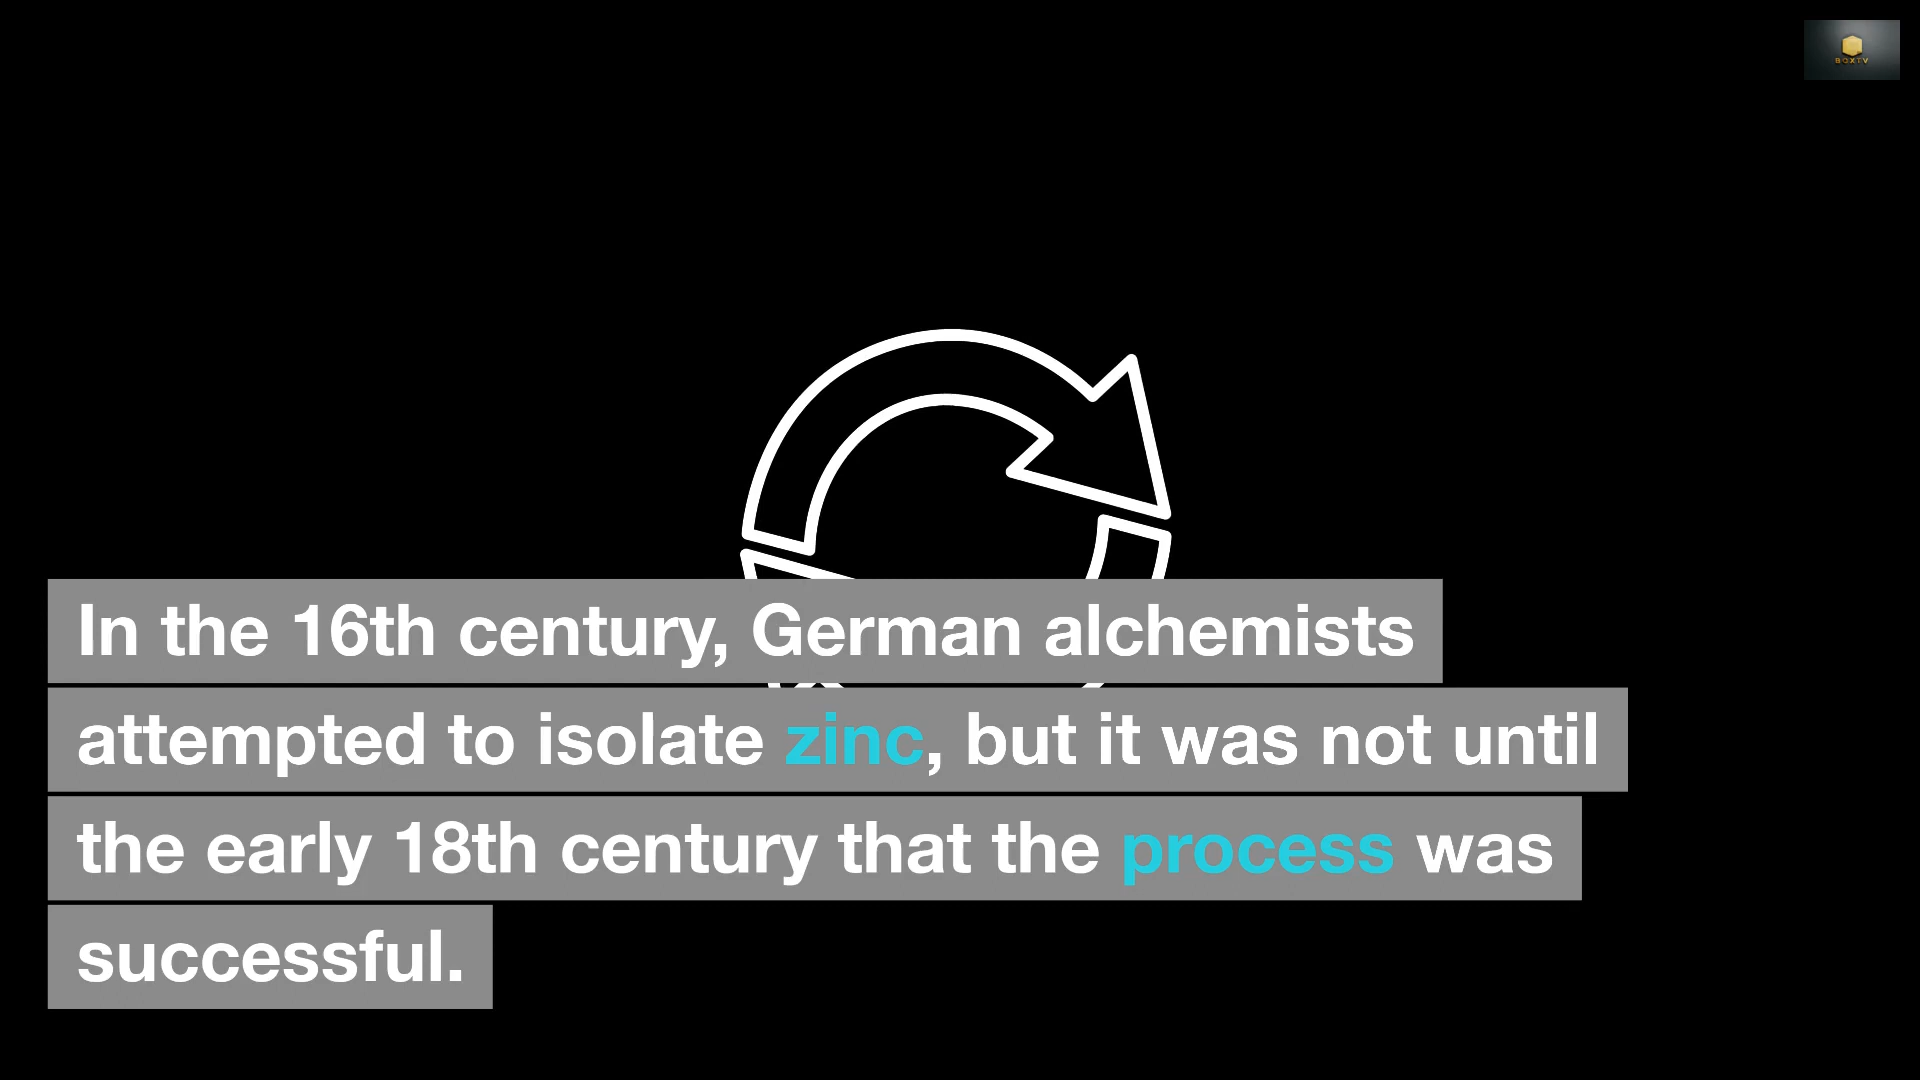 BOXTV
In the 16th century, German alchemists
attempted to isolate zinc, but it was not until
the early 18th century that the process was
successful.